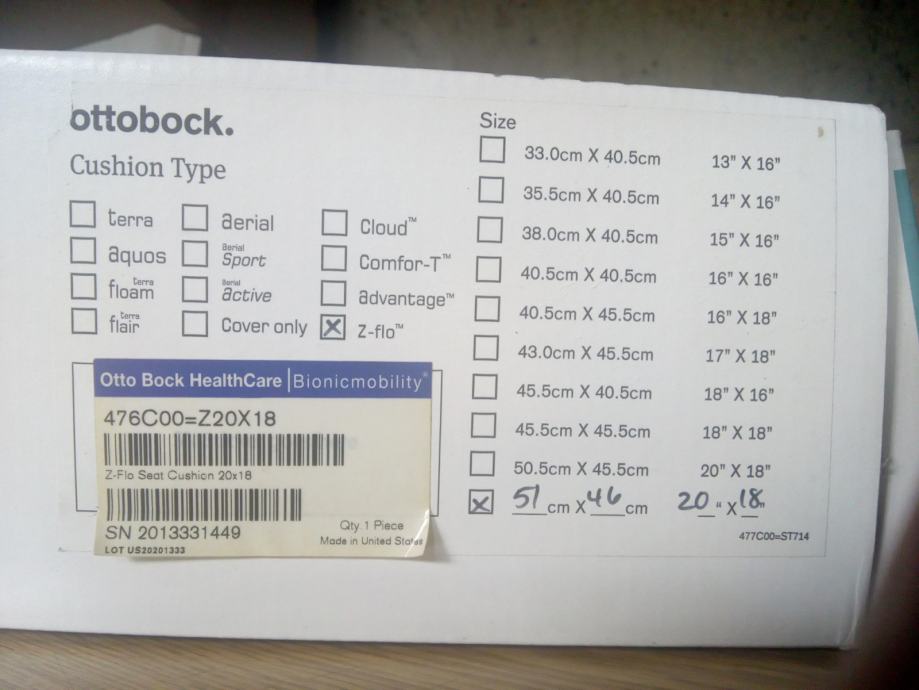 ottobock.
Cushion Type
terra
aquos
floam terra
flair terra
aerial
Aerial Sport
Aerial active
Cover only
Cloud™
Comfor-T™
advantage™
Z-flo™
Otto Bock HealthCare | Bionicmobility®
476C00=Z20X18
Z-Flo Seat Cushion 20x18
SN 2013331449
Qty.1 Piece
Made in United States
LOT US20201333
Size
33.0cm X 40.5cm 13" X 16"
35.5cm X 40.5cm 14" X 16"
38.0cm X 40.5cm 15" X 16"
40.5cm X 40.5cm 16" X 16"
40.5cm X 45.5cm 16" X 18"
43.0cm X 45.5cm 17" X 18"
45.5cm X 40.5cm 18" X 16"
45.5cm X 45.5cm 18" X 18"
50.5cm X 45.5cm 20" X 18"
51 cm X 46 cm 20 " X 18"
477C00=ST714